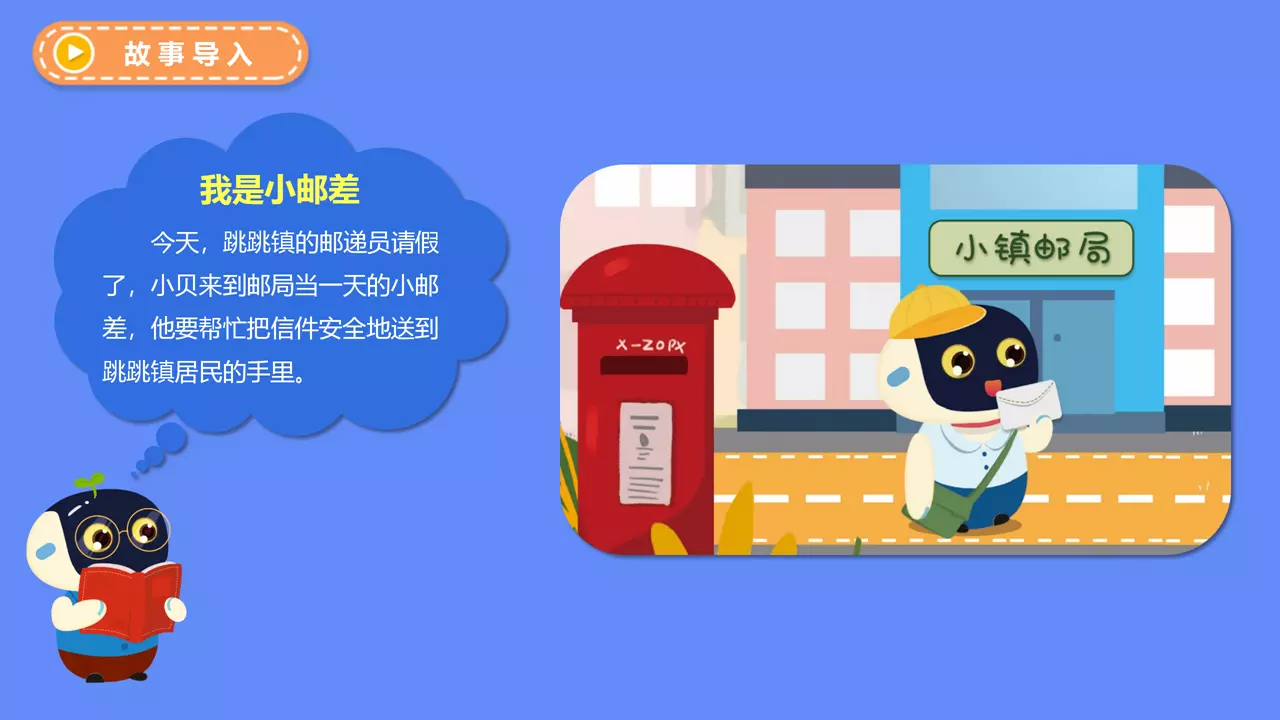 故事导入
我是小邮差
今天，跳跳镇的邮递员请假
了，小贝来到邮局当一天的小邮
差，他要帮忙把信件安全地送到
跳跳镇居民的手里。
小镇邮局
X-ZOPX